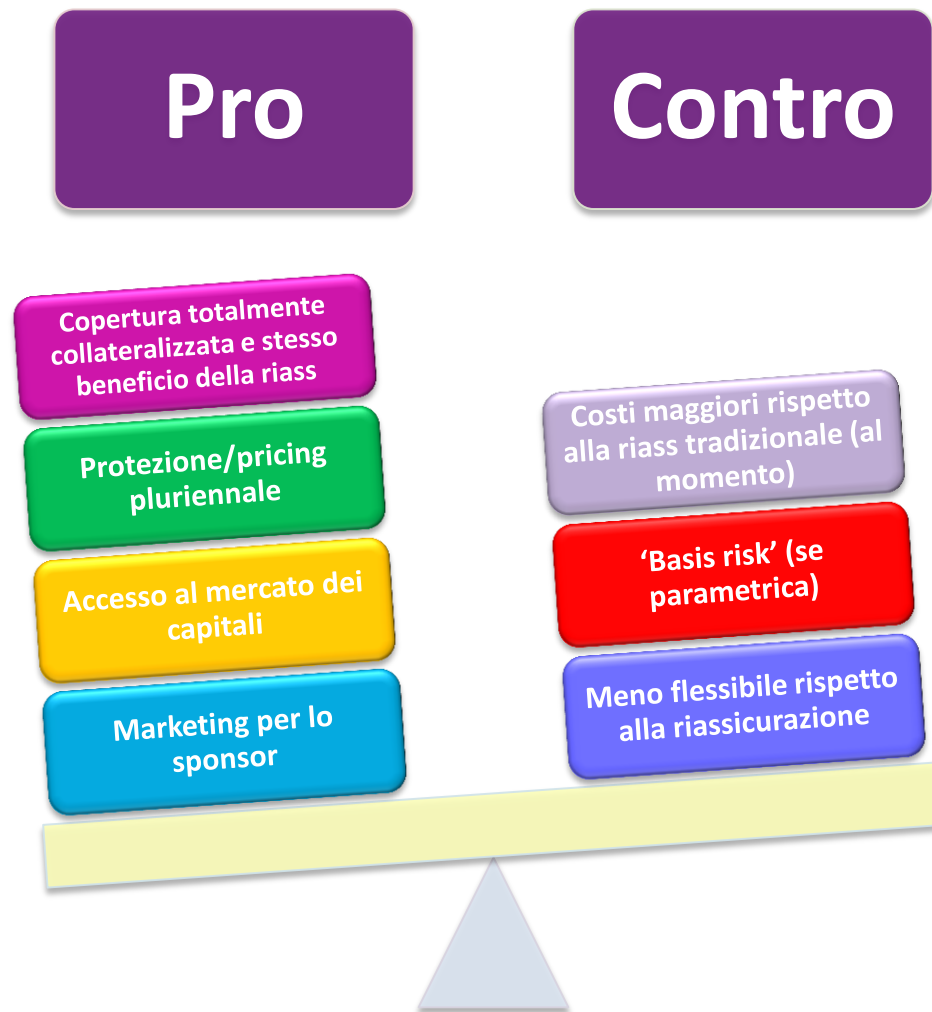 Pro
Contro
Copertura totalmente
collateralizzata e stesso
beneficio della riass
Protezione/pricing
pluriennale
Accesso al mercato dei
capitali
Marketing per lo
sponsor
Costi maggiori rispetto
alla riass tradizionale (al
momento)
‘Basis risk’ (se
parametrica)
Meno flessibile rispetto
alla riassicurazione